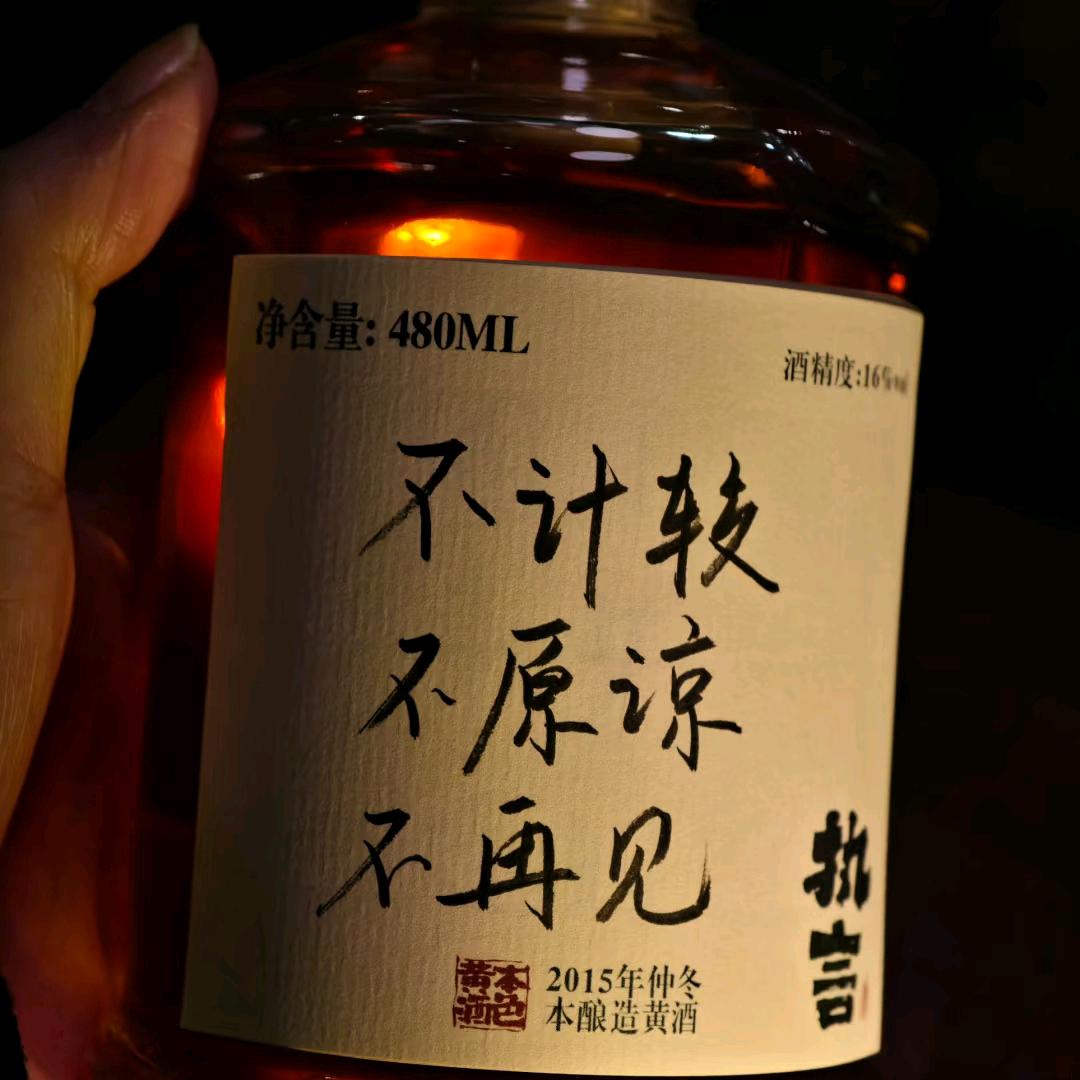 净含量: 480ML
酒精度:16%vol
不计较
不原谅
不再见
执言
本色
黄酒
2015年仲冬
本酿造黄酒